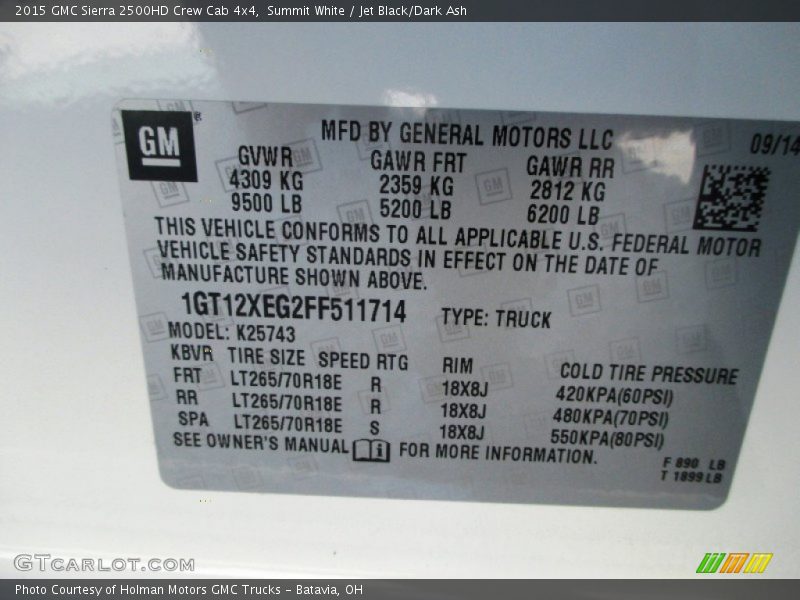 2015 GMC Sierra 2500HD Crew Cab 4x4, Summit White / Jet Black/Dark Ash
GM ®
MFD BY GENERAL MOTORS LLC 09/14
GVWR GAWR FRT GAWR RR
4309 KG 2359 KG 2812 KG
9500 LB 5200 LB 6200 LB
THIS VEHICLE CONFORMS TO ALL APPLICABLE U.S. FEDERAL MOTOR
VEHICLE SAFETY STANDARDS IN EFFECT ON THE DATE OF
MANUFACTURE SHOWN ABOVE.
1GT12XEG2FF511714 TYPE: TRUCK
MODEL: K25743
KBVR TIRE SIZE SPEED RTG RIM COLD TIRE PRESSURE
FRT LT265/70R18E R 18X8J 420KPA(60PSI)
RR LT265/70R18E R 18X8J 480KPA(70PSI)
SPA LT265/70R18E S 18X8J 550KPA(80PSI)
SEE OWNER'S MANUAL FOR MORE INFORMATION.
F 890 LB
T 1899 LB
GTCARLOT.COM
Photo Courtesy of Holman Motors GMC Trucks - Batavia, OH